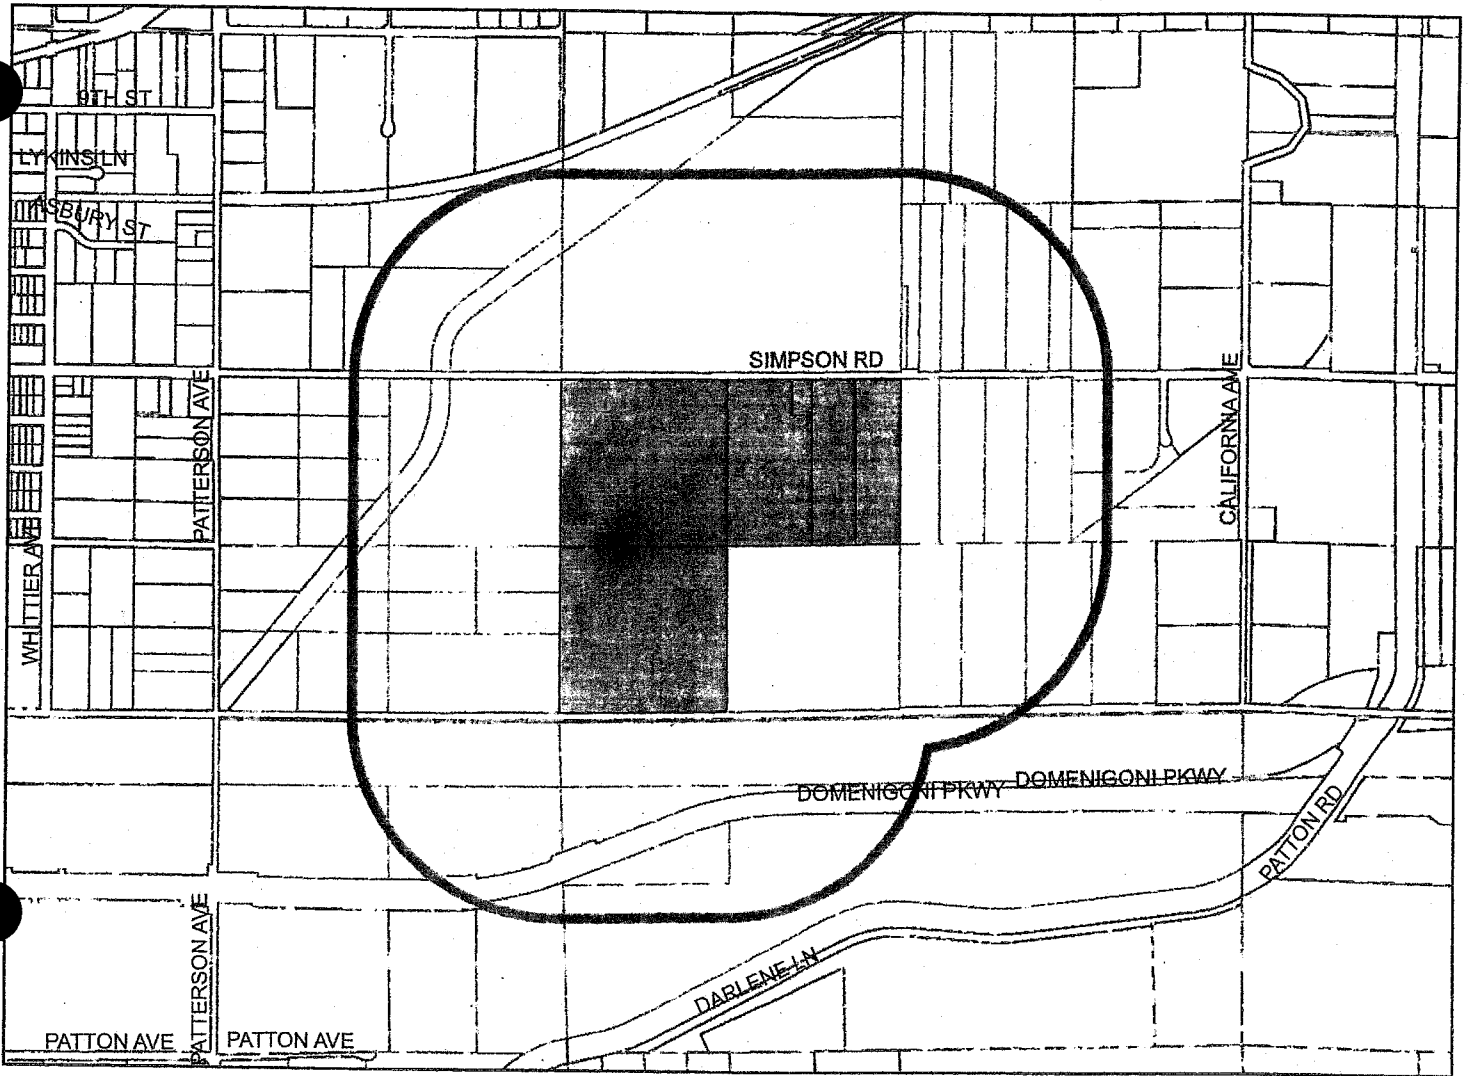 9TH ST
LYKINS LN
ASBURY ST
SIMPSON RD
PATTERSON AVE
CALIFORNIA AVE
WHITTIER AVE
DOMENIGONI PKWY
DOMENIGONI PKWY
PATTON RD
PATTERSON AVE
DARLENE LN
PATTON AVE
PATTON AVE